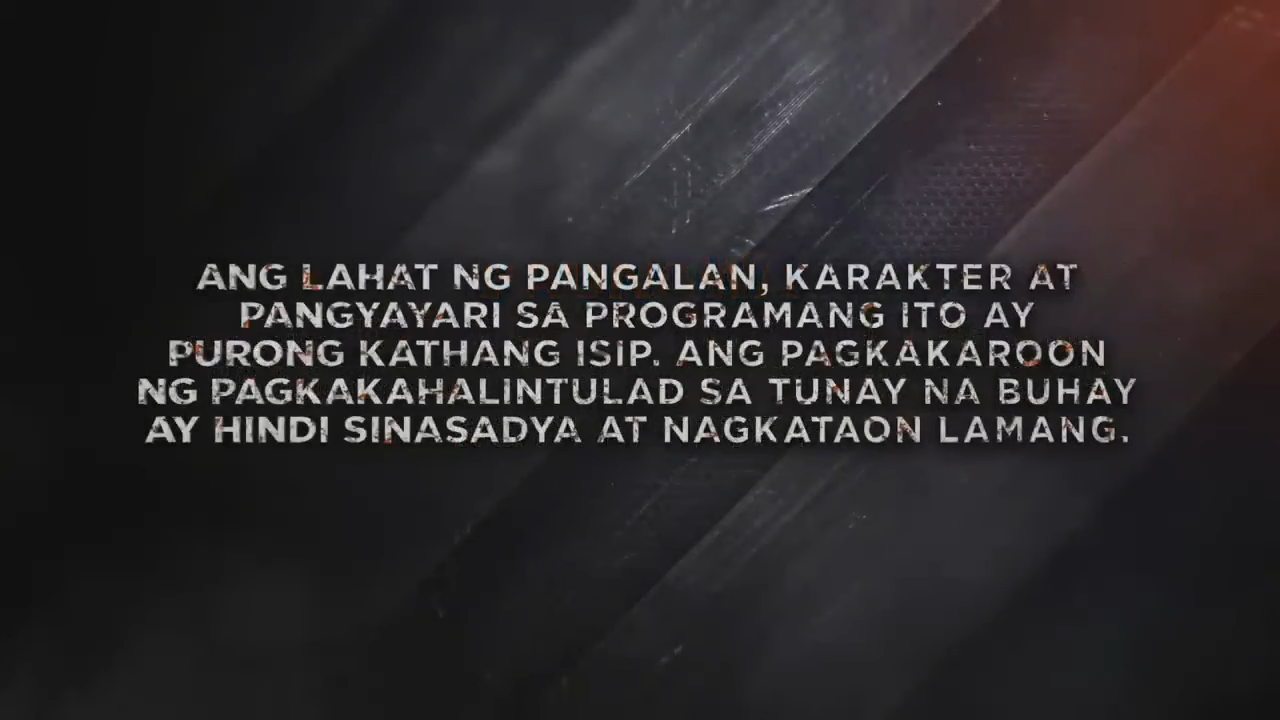 ANG LAHAT NG PANGALAN, KARAKTER AT
PANGYAYARI SA PROGRAMANG ITO AY
PURONG KATHANG ISIP. ANG PAGKAKAROON
NG PAGKAKAHALINTULAD SA TUNAY NA BUHAY
AY HINDI SINASADYA AT NAGKATAON LAMANG.